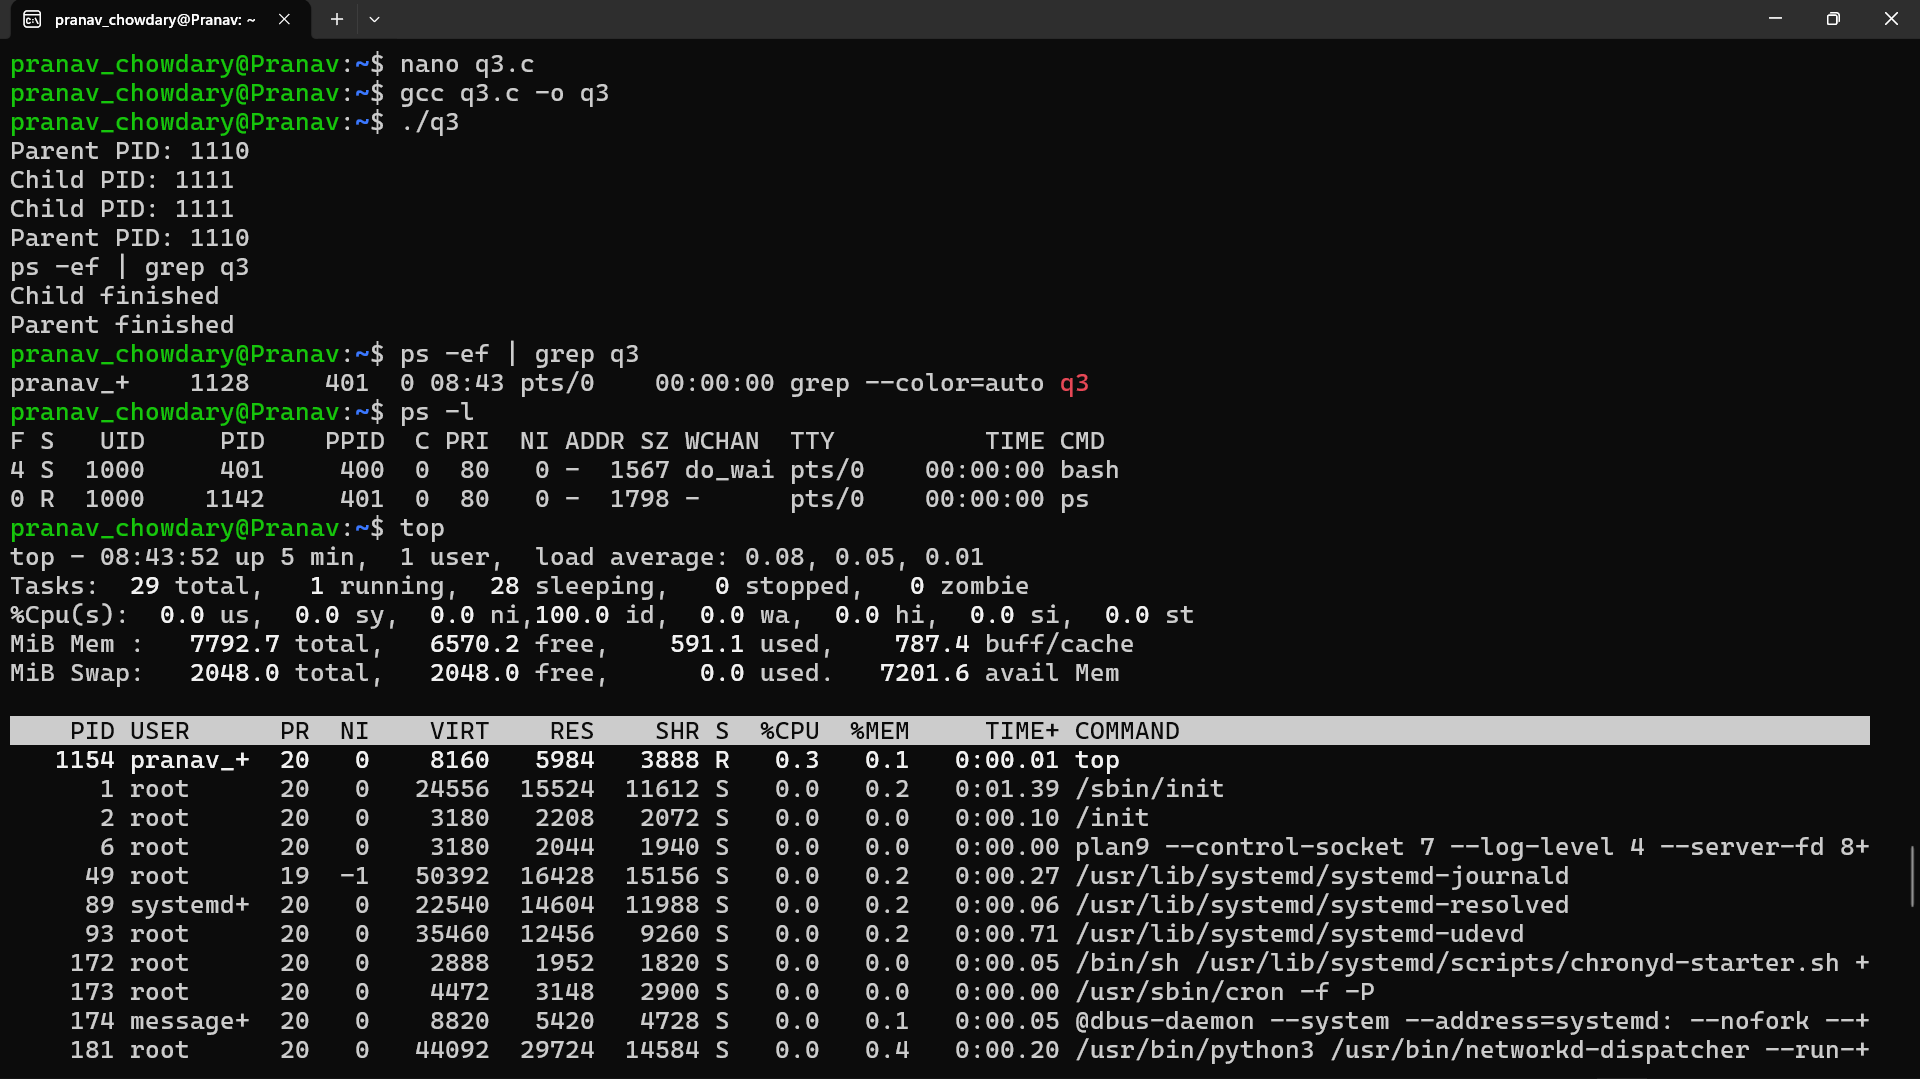 pranav_chowdary@Pranav: ~
pranav_chowdary@Pranav:~$ nano q3.c
pranav_chowdary@Pranav:~$ gcc q3.c -o q3
pranav_chowdary@Pranav:~$ ./q3
Parent PID: 1110
Child PID: 1111
Child PID: 1111
Parent PID: 1110
ps -ef | grep q3
Child finished
Parent finished
pranav_chowdary@Pranav:~$ ps -ef | grep q3
pranav_+    1128     401  0 08:43 pts/0    00:00:00 grep --color=auto q3
pranav_chowdary@Pranav:~$ ps -l
F S   UID     PID    PPID  C PRI  NI ADDR SZ WCHAN  TTY          TIME CMD
4 S  1000     401     400  0  80   0 -  1567 do_wai pts/0    00:00:00 bash
0 R  1000    1142     401  0  80   0 -  1798 -      pts/0    00:00:00 ps
pranav_chowdary@Pranav:~$ top
top - 08:43:52 up 5 min,  1 user,  load average: 0.08, 0.05, 0.01
Tasks:  29 total,   1 running,  28 sleeping,   0 stopped,   0 zombie
%Cpu(s):  0.0 us,  0.0 sy,  0.0 ni,100.0 id,  0.0 wa,  0.0 hi,  0.0 si,  0.0 st
MiB Mem :   7792.7 total,   6570.2 free,    591.1 used,    787.4 buff/cache
MiB Swap:   2048.0 total,   2048.0 free,      0.0 used.   7201.6 avail Mem
    PID USER      PR  NI    VIRT    RES    SHR S  %CPU  %MEM     TIME+ COMMAND
   1154 pranav_+  20   0    8160   5984   3888 R   0.3   0.1   0:00.01 top
      1 root      20   0   24556  15524  11612 S   0.0   0.2   0:01.39 /sbin/init
      2 root      20   0    3180   2208   2072 S   0.0   0.0   0:00.10 /init
      6 root      20   0    3180   2044   1940 S   0.0   0.0   0:00.00 plan9 --control-socket 7 --log-level 4 --server-fd 8+
     49 root      19  -1   50392  16428  15156 S   0.0   0.2   0:00.27 /usr/lib/systemd/systemd-journald
     89 systemd+  20   0   22540  14604  11988 S   0.0   0.2   0:00.06 /usr/lib/systemd/systemd-resolved
     93 root      20   0   35460  12456   9260 S   0.0   0.2   0:00.71 /usr/lib/systemd/systemd-udevd
    172 root      20   0    2888   1952   1820 S   0.0   0.0   0:00.05 /bin/sh /usr/lib/systemd/scripts/chronyd-starter.sh +
    173 root      20   0    4472   3148   2900 S   0.0   0.0   0:00.00 /usr/sbin/cron -f -P
    174 message+  20   0    8820   5420   4728 S   0.0   0.1   0:00.05 @dbus-daemon --system --address=systemd: --nofork --+
    181 root      20   0   44092  29724  14584 S   0.0   0.4   0:00.20 /usr/bin/python3 /usr/bin/networkd-dispatcher --run-+